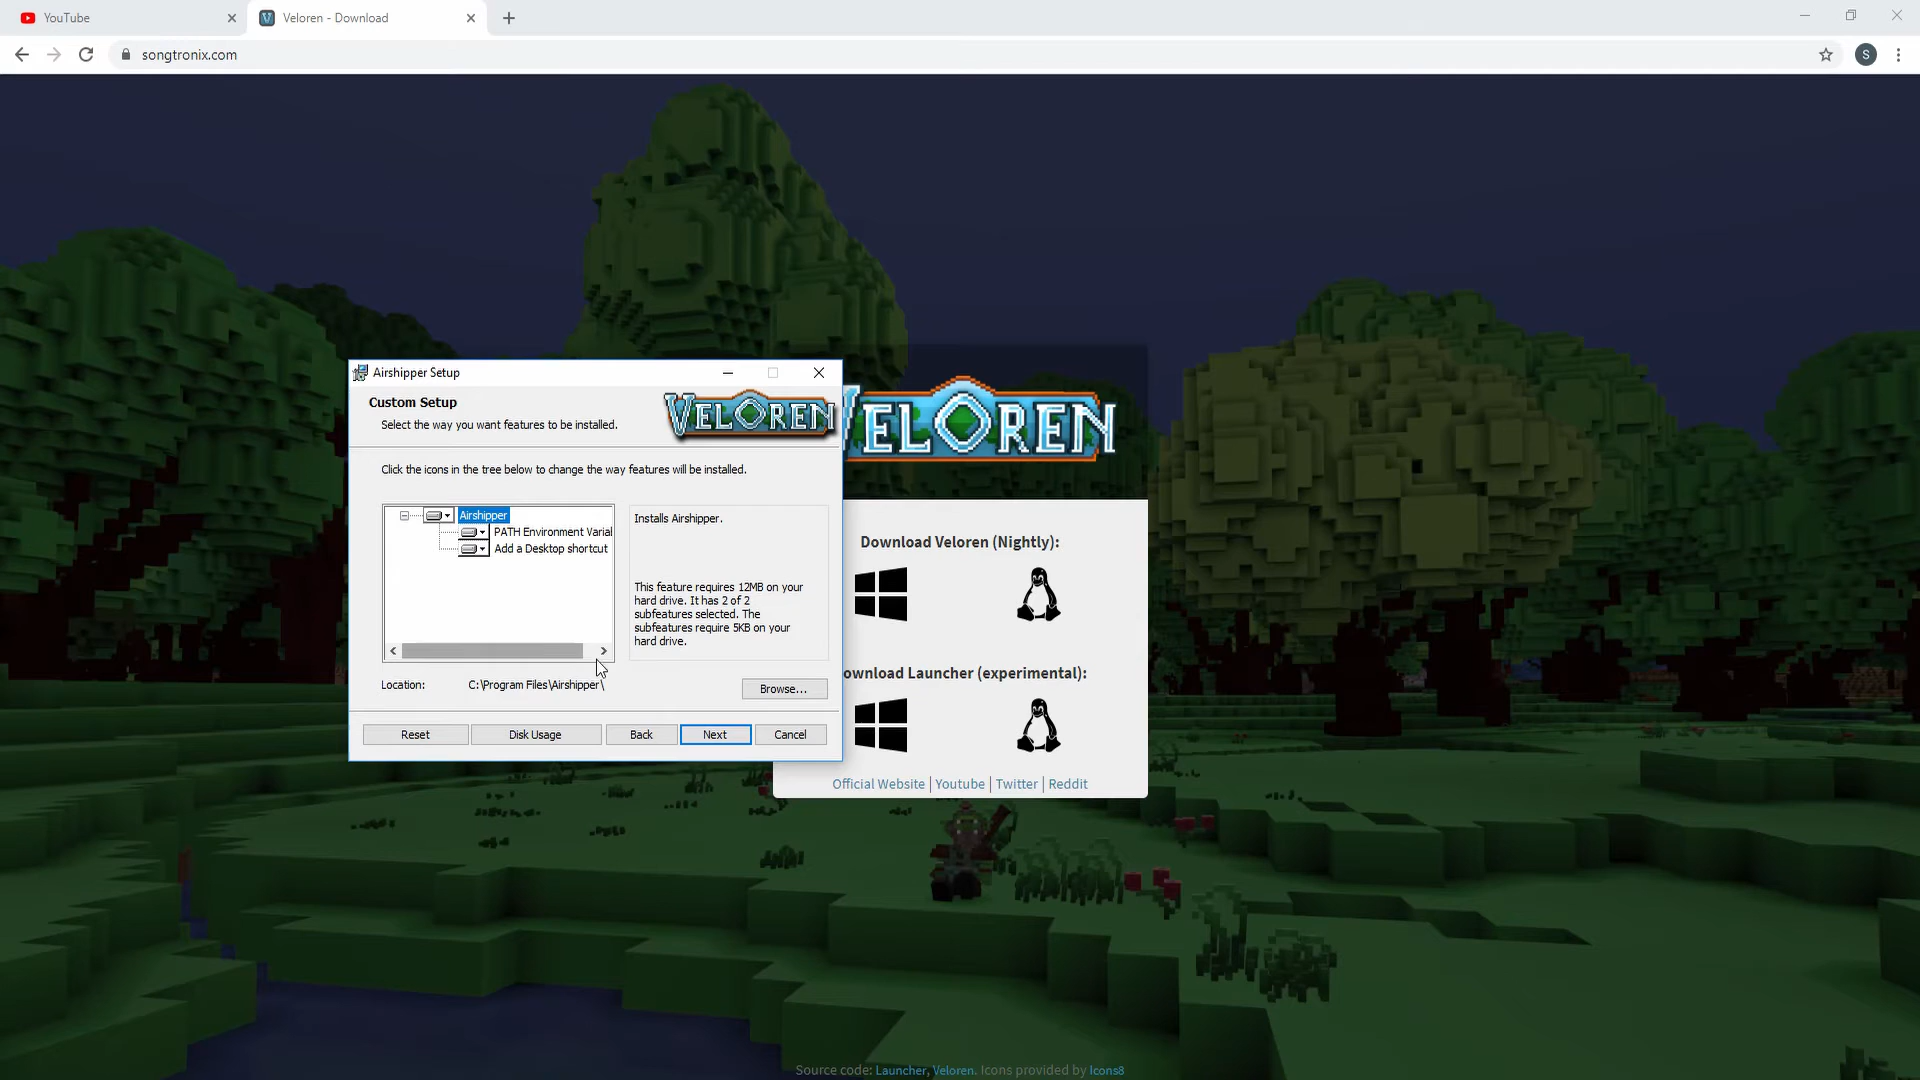 YouTube
Veloren - Download
songtronix.com
S
Airshipper Setup
Custom Setup
Select the way you want features to be installed.
VELOREN
VELOREN
Click the icons in the tree below to change the way features will be installed.
Airshipper
PATH Environment Varial
Add a Desktop shortcut
Installs Airshipper.
This feature requires 12MB on your
hard drive. It has 2 of 2
subfeatures selected. The
subfeatures require 5KB on your
hard drive.
Location:
C:\Program Files\Airshipper\
Browse...
Reset
Disk Usage
Back
Next
Cancel
Download Veloren (Nightly):
ownload Launcher (experimental):
Official Website | Youtube | Twitter | Reddit
Source code: Launcher, Veloren. Icons provided by Icons8